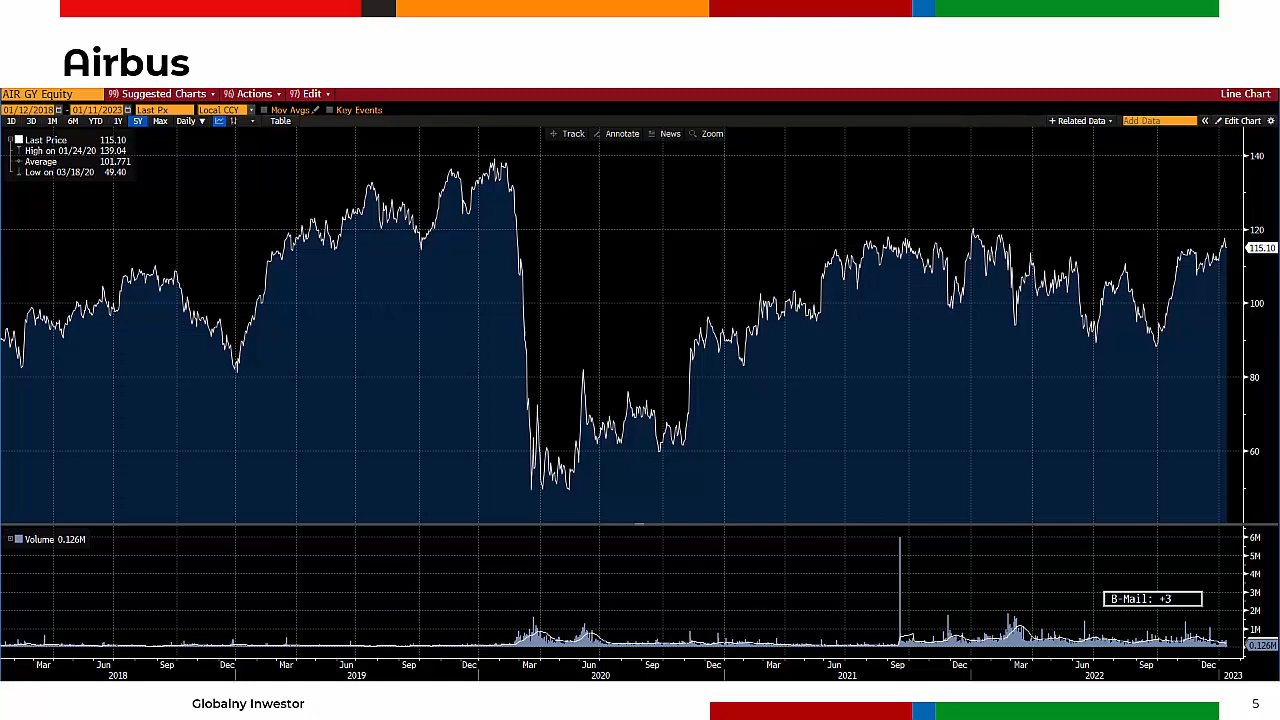 Airbus
AIR GY Equity 99) Suggested Charts 96) Actions 97) Edit Line Chart
01/12/2018 - 01/11/2023 Last Px Local CCY Mov Avgs Key Events
1D 3D 1M 6M YTD 1Y 5Y Max Daily ▼ Table + Related Data Add Data « Edit Chart
Track Annotate News Zoom
Last Price 115.10
High on 01/24/20 139.04
Average 101.771
Low on 03/18/20 49.40
140
120
115.10
100
80
60
Volume 0.126M
6M
5M
4M
3M
B-Mail: +3
2M
1M
0.126M
Mar Jun Sep Dec Mar Jun Sep Dec Mar Jun Sep Dec Mar Jun Sep Dec Mar Jun Sep Dec
2018 2019 2020 2021 2022 2023
Globalny Investor 5